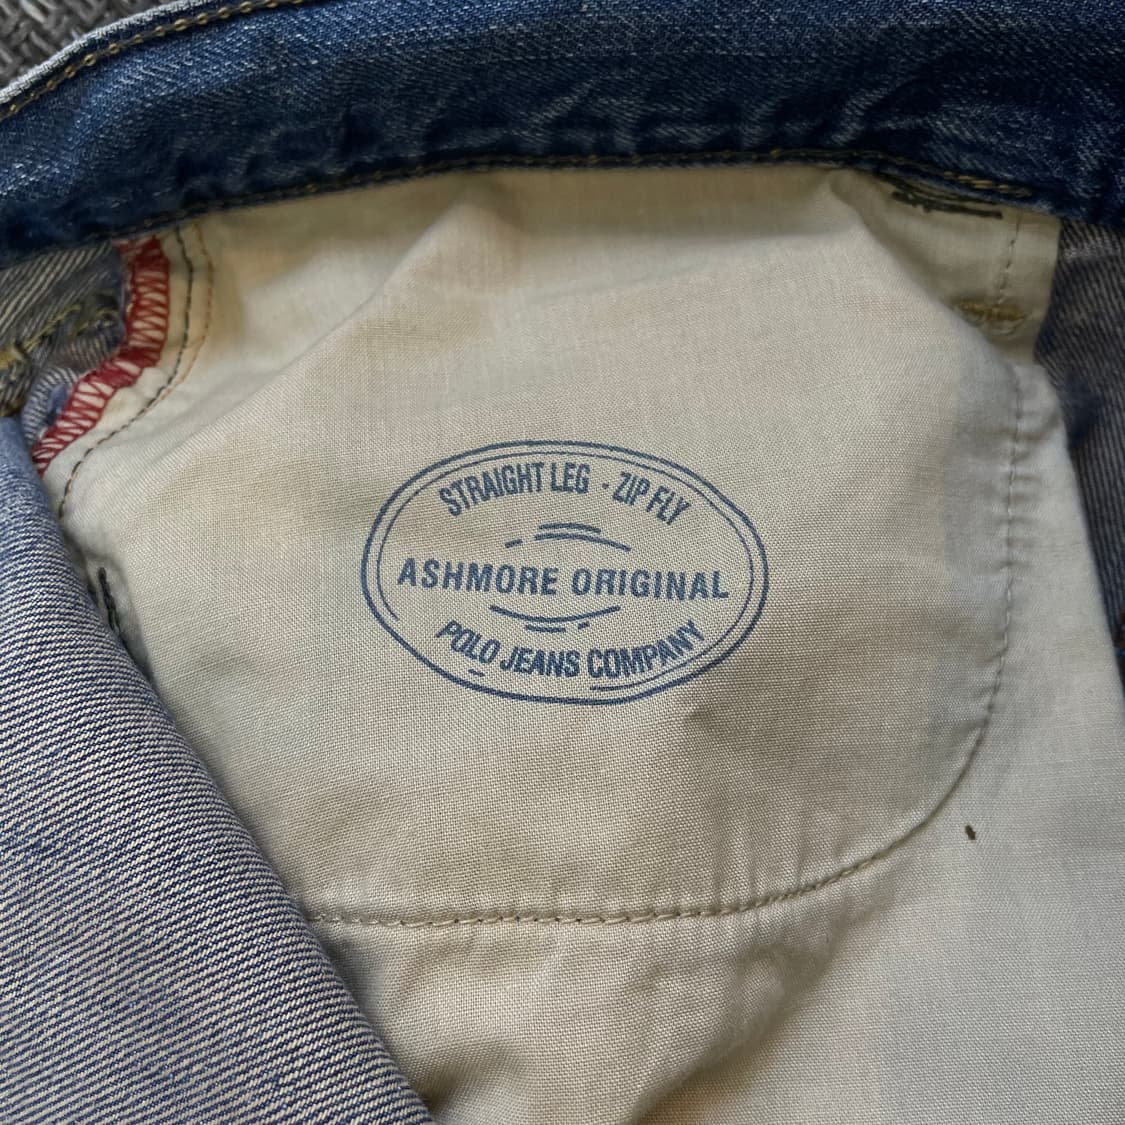 STRAIGHT LEG · ZIP FLY
ASHMORE ORIGINAL
POLO JEANS COMPANY